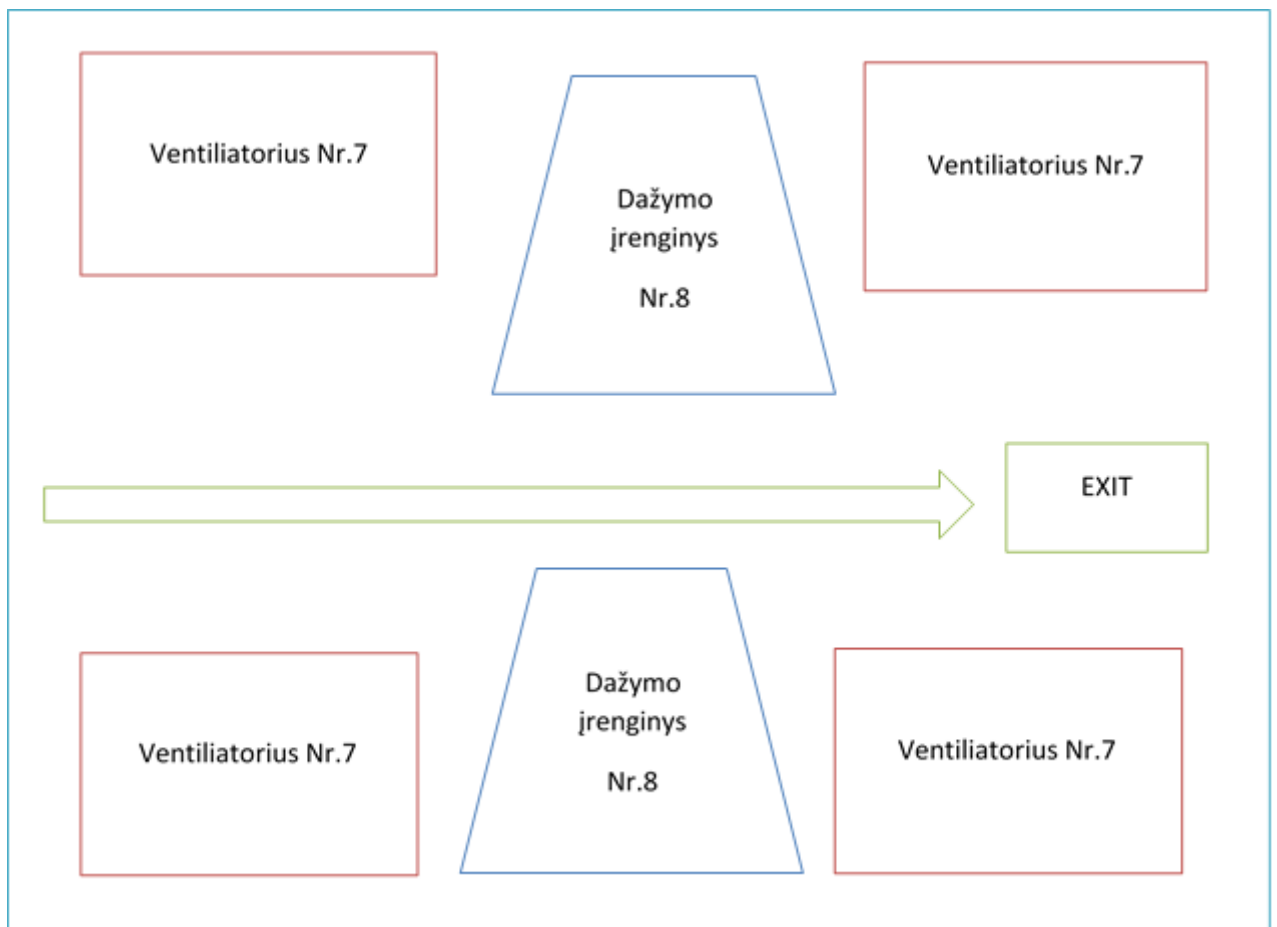 Ventiliatorius Nr.7
Dažymo
įrenginys
Nr.8
Ventiliatorius Nr.7
EXIT
Ventiliatorius Nr.7
Dažymo
įrenginys
Nr.8
Ventiliatorius Nr.7